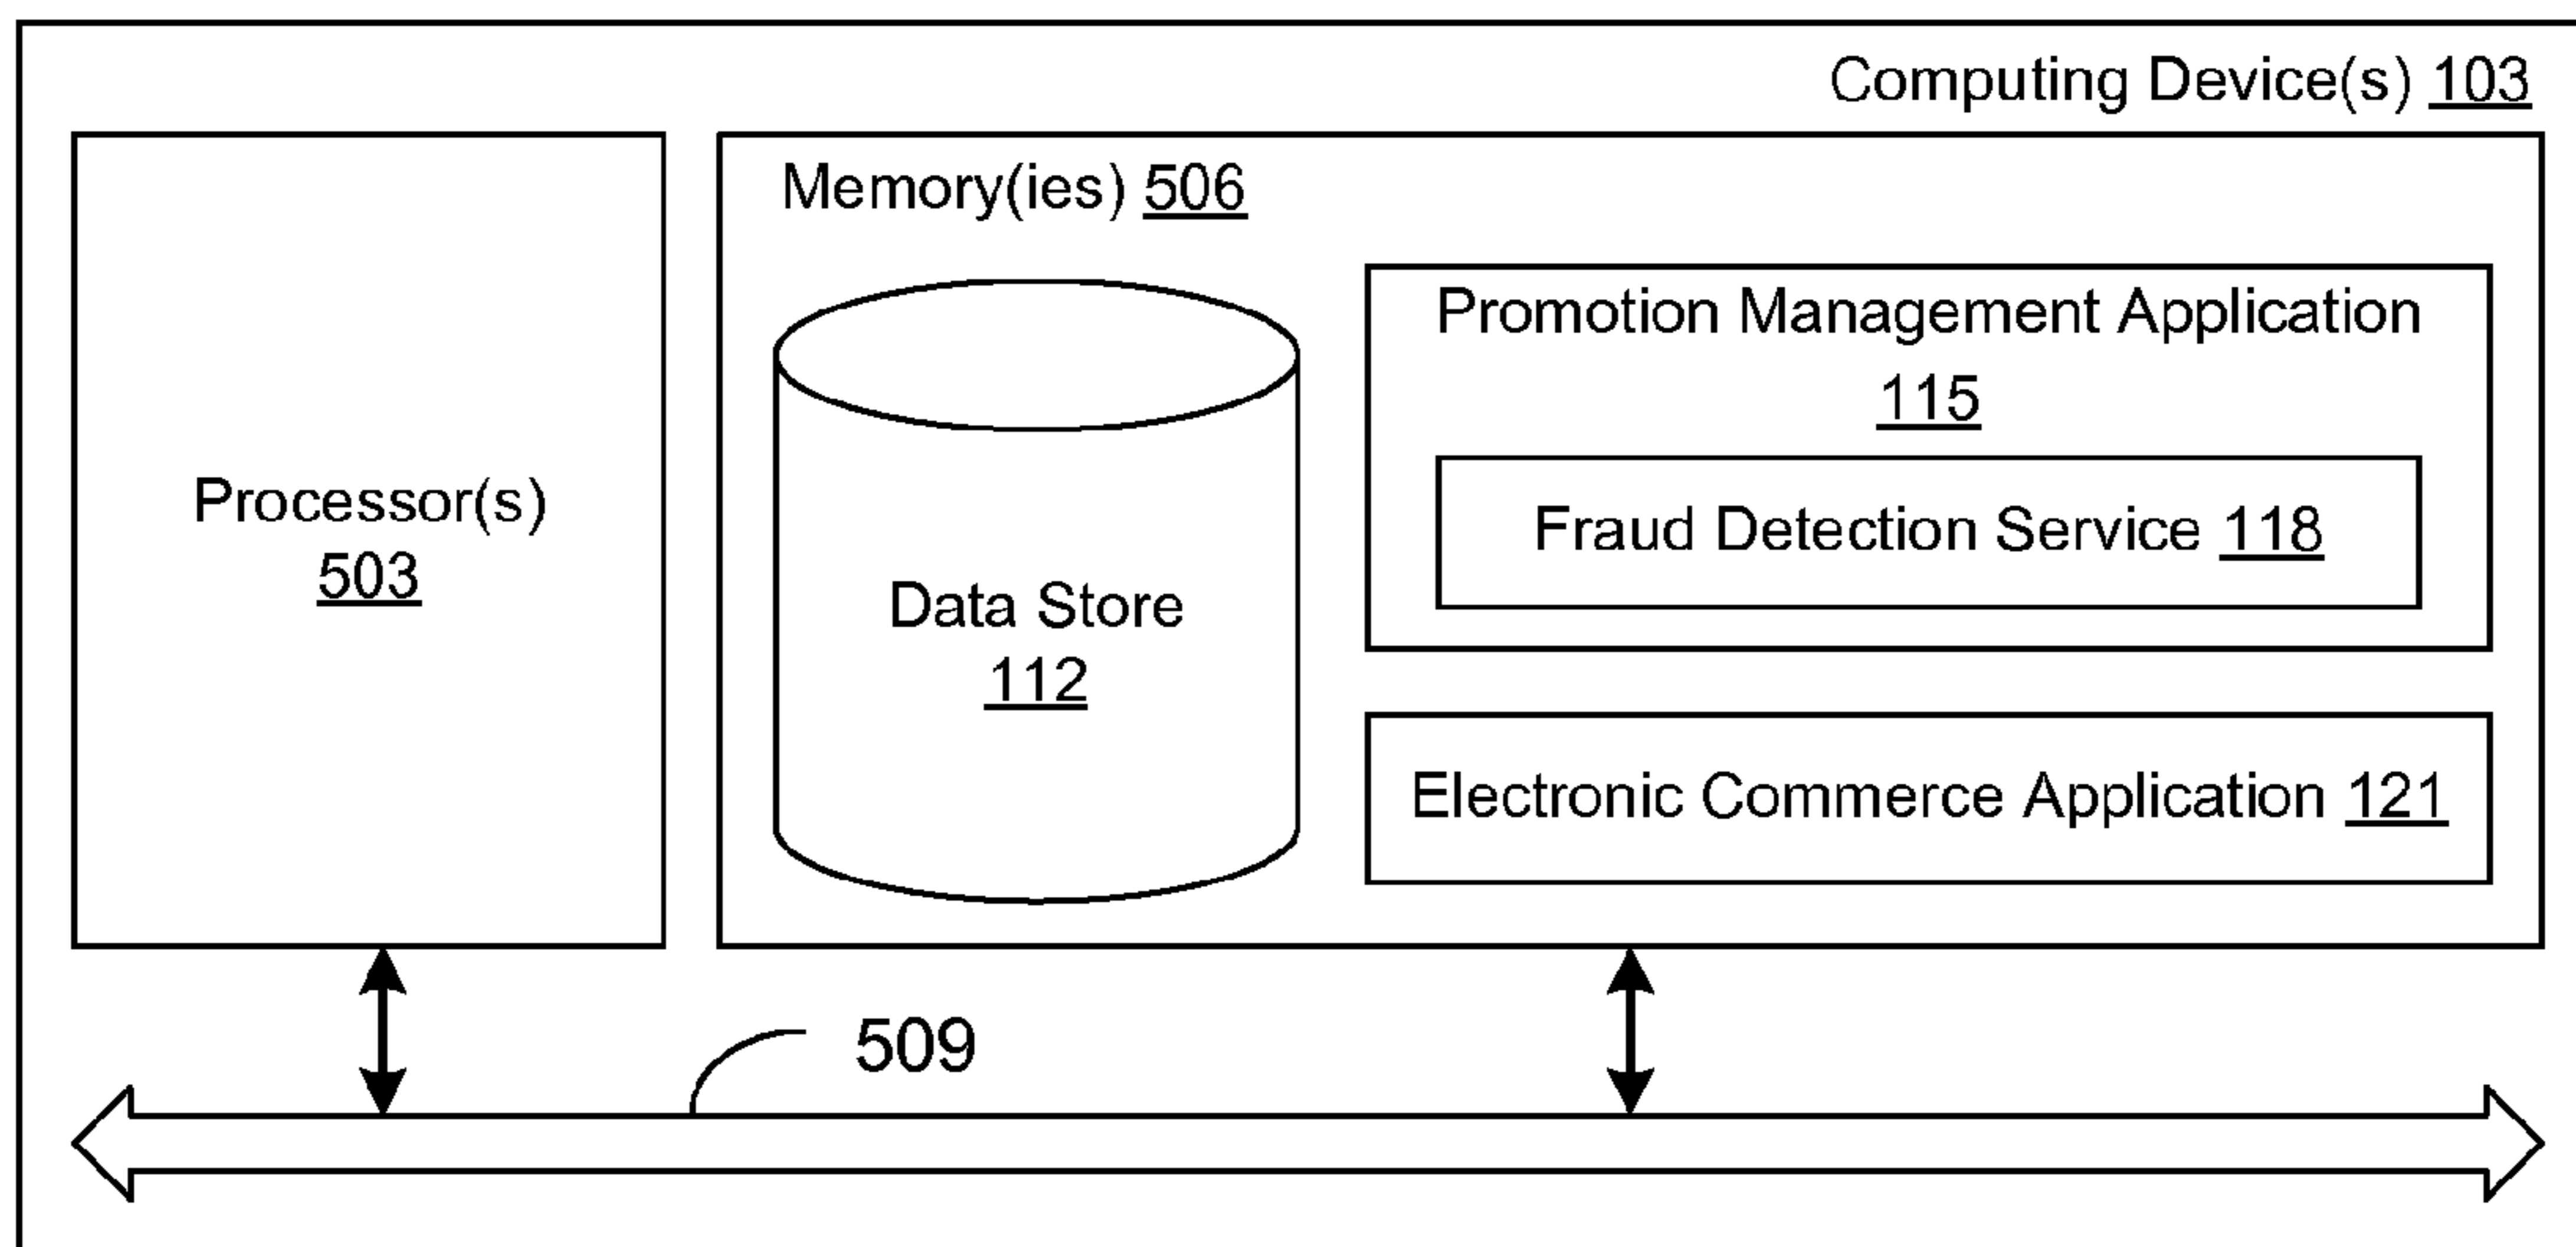 Computing Device(s) 103
Memory(ies) 506
Promotion Management Application
115
Fraud Detection Service 118
Processor(s)
503
Data Store
112
Electronic Commerce Application 121
509